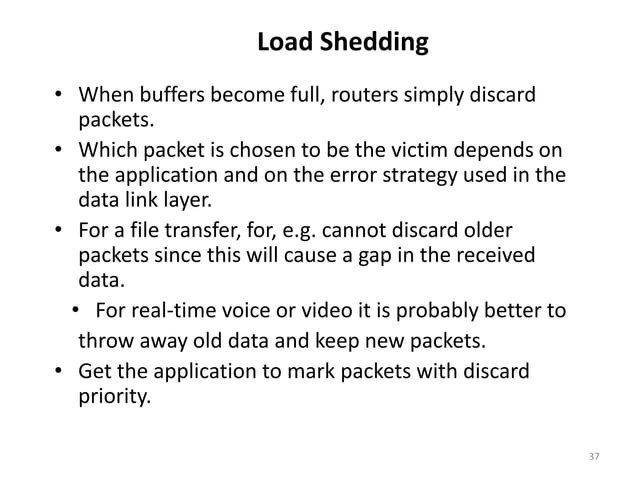 Load Shedding
• When buffers become full, routers simply discard
packets.
• Which packet is chosen to be the victim depends on
the application and on the error strategy used in the
data link layer.
• For a file transfer, for, e.g. cannot discard older
packets since this will cause a gap in the received
data.
• For real-time voice or video it is probably better to
throw away old data and keep new packets.
• Get the application to mark packets with discard
priority.
37